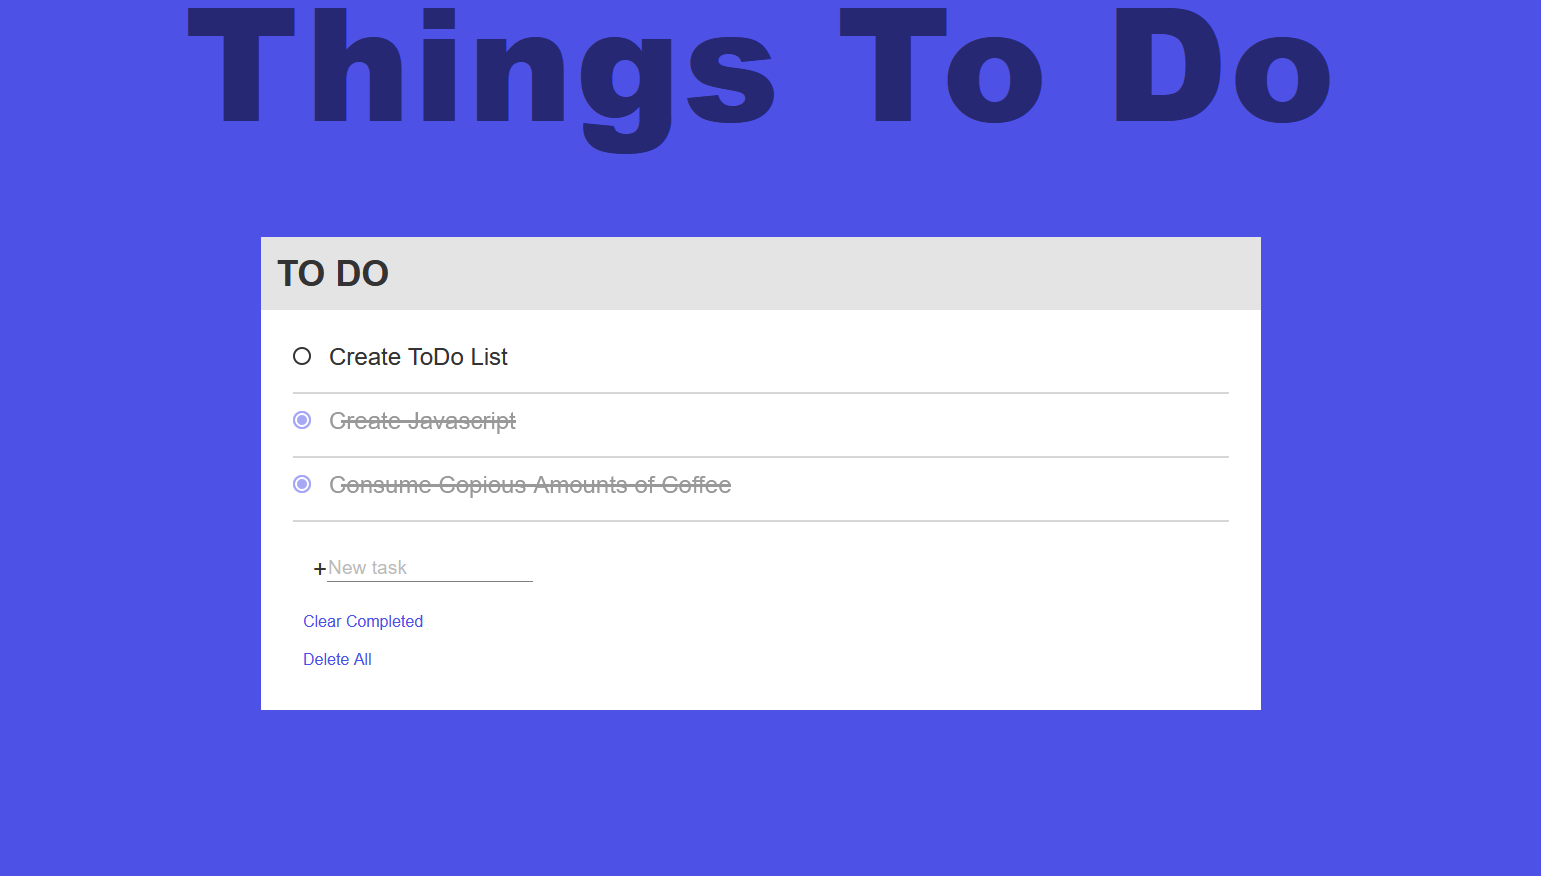 Things To Do
TO DO
Create ToDo List
Create Javascript
Consume Copious Amounts of Coffee
+ New task
Clear Completed
Delete All